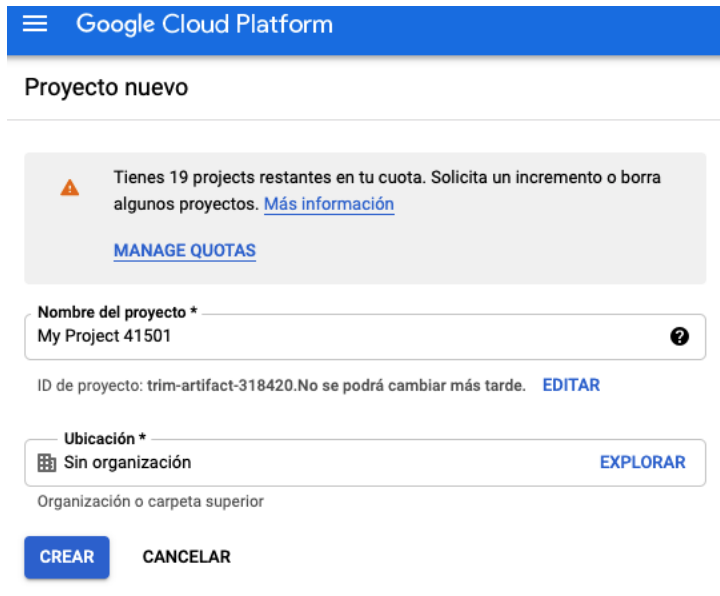 Google Cloud Platform
Proyecto nuevo
Tienes 19 projects restantes en tu cuota. Solicita un incremento o borra
algunos proyectos. Más información
MANAGE QUOTAS
Nombre del proyecto *
My Project 41501
ID de proyecto: trim-artifact-318420.No se podrá cambiar más tarde. EDITAR
Ubicación *
Sin organización EXPLORAR
Organización o carpeta superior
CREAR CANCELAR